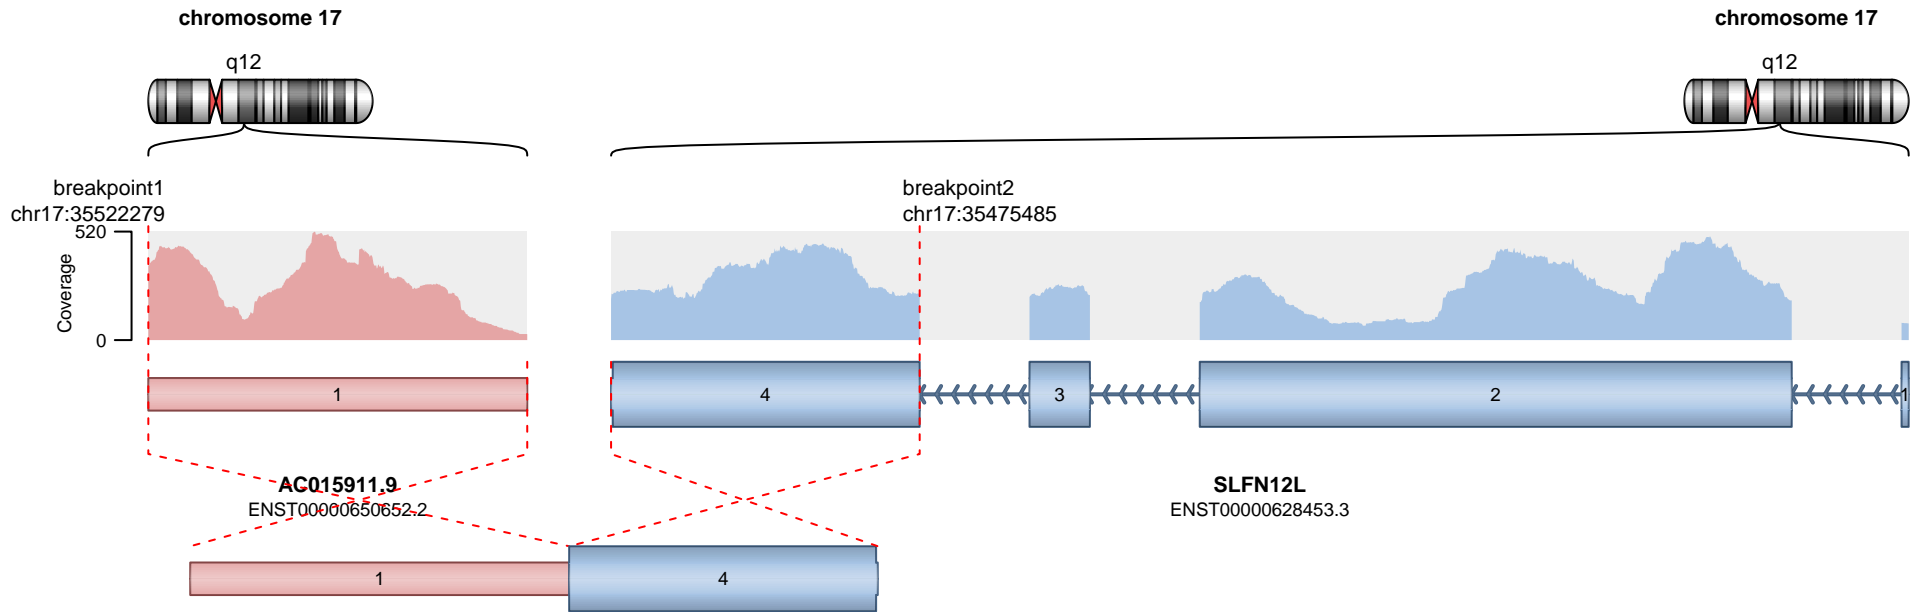 chromosome 17
chromosome 17
q12
q12
breakpoint1
chr17:35522279
breakpoint2
chr17:35475485
520
Coverage
0
1
4
3
2
1
AC015911.9
ENST00000650652.2
SLFN12L
ENST00000628453.3
1
4